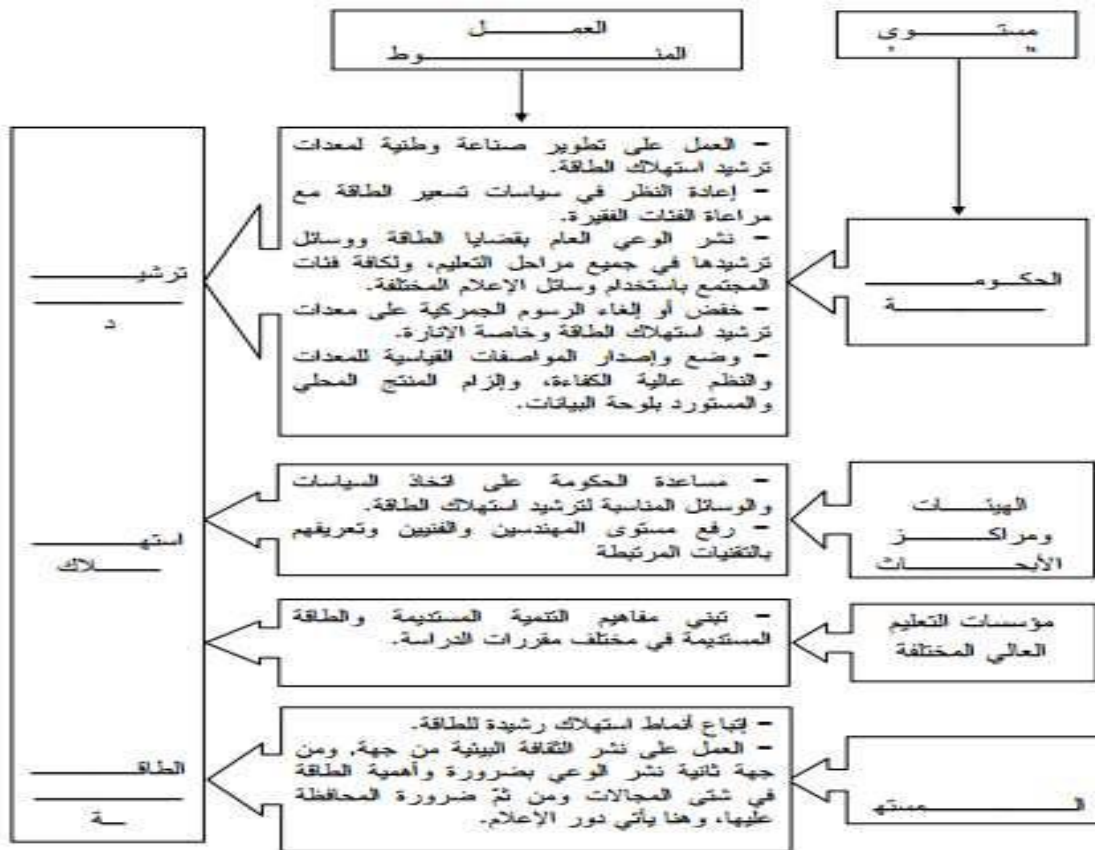 مستوى
العمل
المنوط
الحكومة
- العمل على تطوير صناعة وطنية لمعدات
ترشيد استهلاك الطاقة.
- إعادة النظر في سياسات تسعير الطاقة مع
مراعاة الفئات الفقيرة.
- نشر الوعي العام بقضايا الطاقة ووسائل
ترشيدها في جميع مراحل التعليم، ولكافة فئات
المجتمع باستخدام وسائل الإعلام المختلفة.
- خفض أو إلغاء الرسوم الجمركية على معدات
ترشيد استهلاك الطاقة وخاصة الإنارة.
- وضع وإصدار المواصفات القياسية للمعدات
والنظم عالية الكفاءة، وإلزام المنتج المحلي
والمستورد بلوحة البيانات.
الهيئات
ومراكز
الأبحاث
- مساعدة الحكومة على اتخاذ السياسات
والوسائل المناسبة لترشيد استهلاك الطاقة.
- رفع مستوى المهندسين والفنيين وتعريفهم
بالتقنيات المرتبطة
مؤسسات التعليم
العالي المختلفة
- تبني مفاهيم التنمية المستديمة والطاقة
المستديمة في مختلف مقررات الدراسة.
المسته
- إتباع أنماط استهلاك رشيدة للطاقة.
- العمل على نشر الثقافة البيئية من جهة، ومن
جهة ثانية نشر الوعي بضرورة وأهمية الطاقة
في شتى المجالات ومن ثمّ ضرورة المحافظة
عليها، وهنا يأتي دور الإعلام.
ترشيد
استهلاك
الطاقة